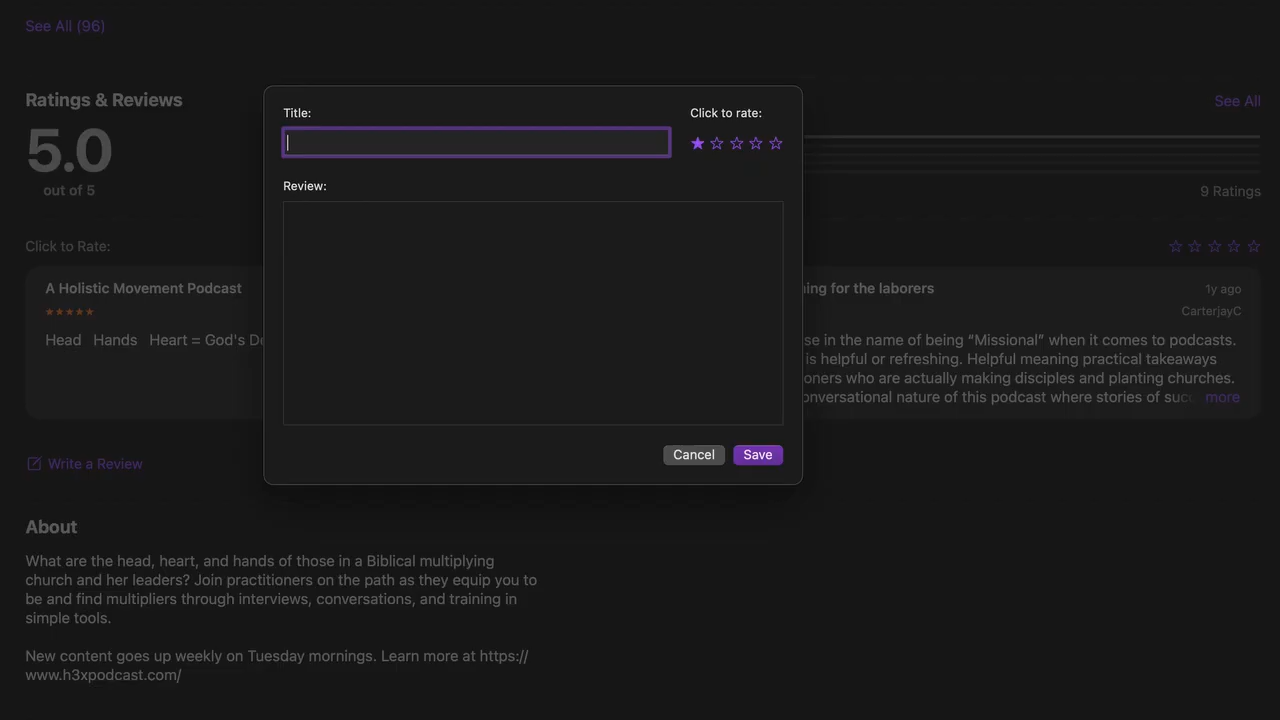 See All (96)
Ratings & Reviews
See All
5.0
out of 5
9 Ratings
Click to Rate:
Title:
Click to rate:
Review:
Cancel
Save
A Holistic Movement Podcast
Head Hands Heart = God's
for the laborers
1y ago
CarterjayC
in the name of being “Missional” when it comes to podcasts.
is helpful or refreshing. Helpful meaning practical takeaways
who are actually making disciples and planting churches.
nature of this podcast where stories of
more
Write a Review
About
What are the head, heart, and hands of those in a Biblical multiplying
church and her leaders? Join practitioners on the path as they equip you to
be and find multipliers through interviews, conversations, and training in
simple tools.
New content goes up weekly on Tuesday mornings. Learn more at https://
www.h3xpodcast.com/